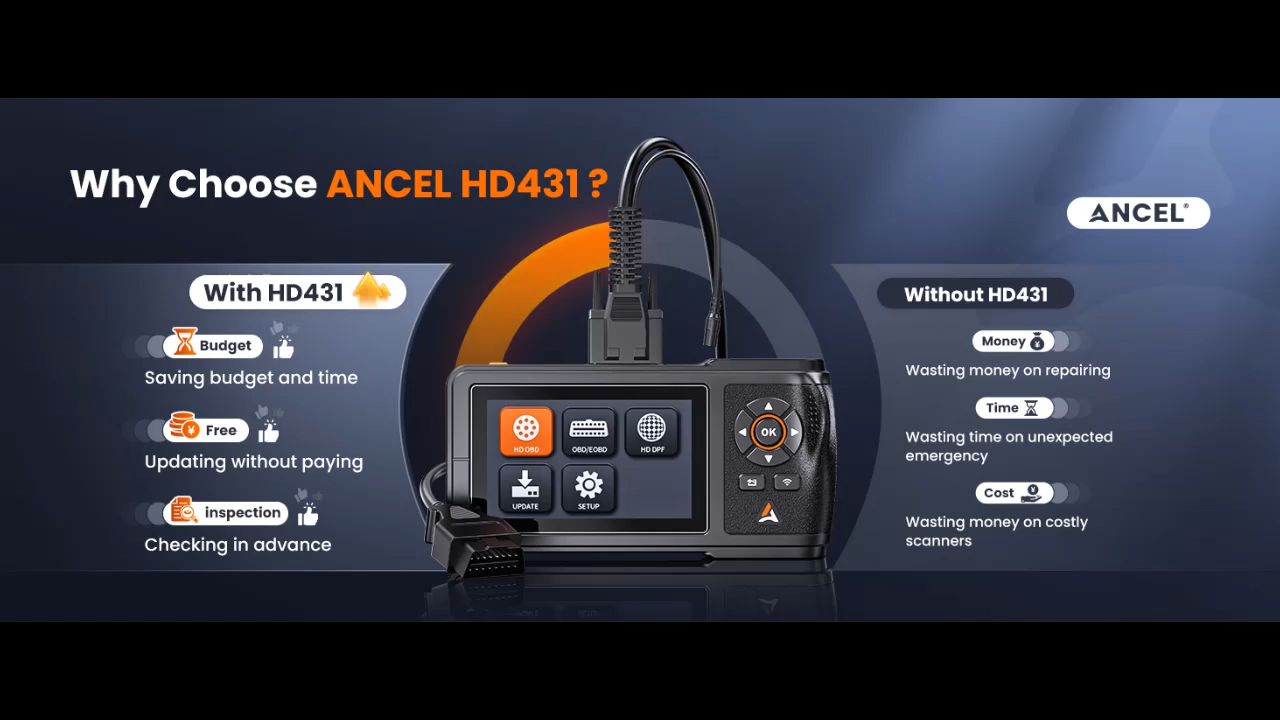 Why Choose ANCEL HD431 ?
ANCEL®
With HD431
Budget
Saving budget and time
Free
Updating without paying
inspection
Checking in advance
HD OBD
OBD/EOBD
HD DPF
UPDATE
SETUP
OK
Without HD431
Money
Wasting money on repairing
Time
Wasting time on unexpected
emergency
Cost
Wasting money on costly
scanners